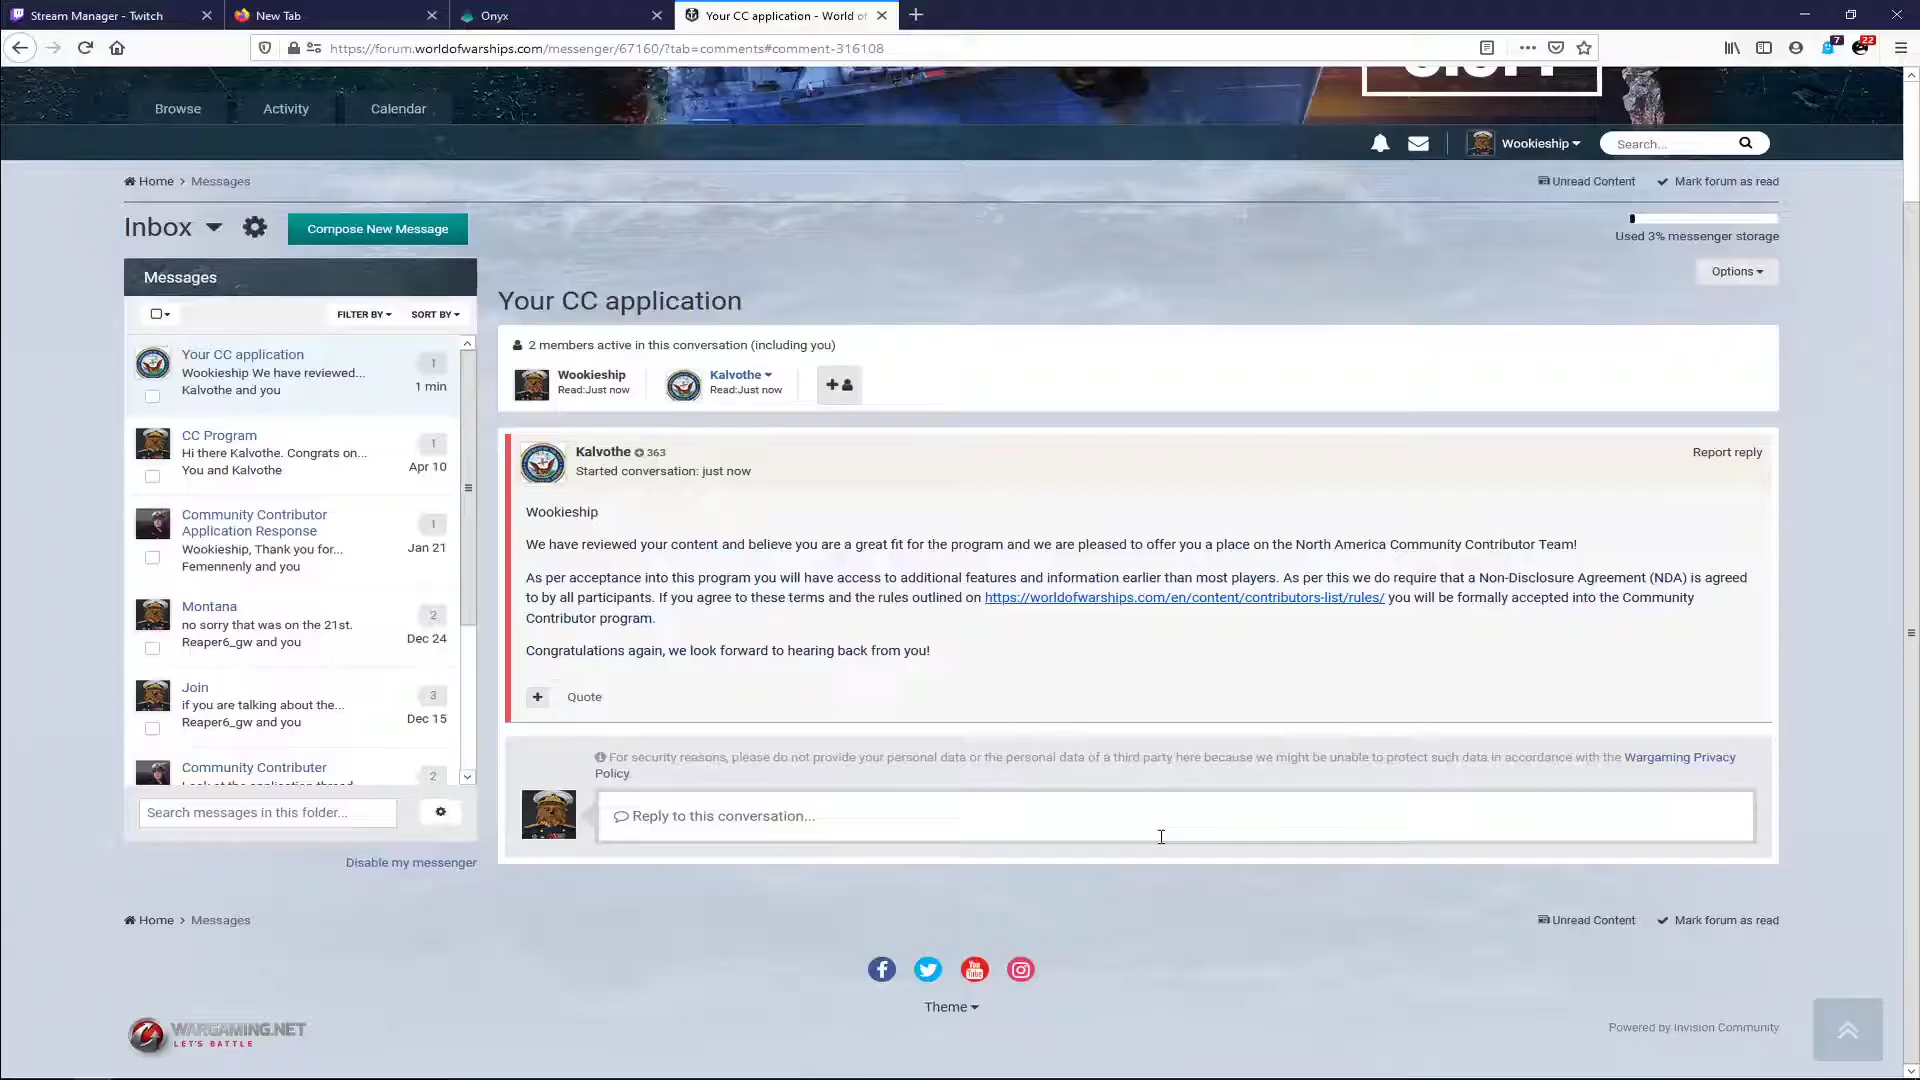 Stream Manager - Twitch
New Tab
Onyx
Your CC application - World of
https://forum.worldofwarships.com/messenger/67160/?tab=comments#comment-316108
7
22
Browse
Activity
Calendar
Wookieship
Search...
Home > Messages
Unread Content
Mark forum as read
Inbox
Compose New Message
Used 3% messenger storage
Messages
Options
FILTER BY
SORT BY
Your CC application
1
Wookieship We have reviewed...
1 min
Kalvothe and you
CC Program
1
Hi there Kalvothe. Congrats on...
Apr 10
You and Kalvothe
Community Contributor
Application Response
1
Wookieship, Thank you for...
Jan 21
Femennenly and you
Montana
2
no sorry that was on the 21st.
Dec 24
Reaper6_gw and you
Join
3
if you are talking about the...
Dec 15
Reaper6_gw and you
Community Contributer
2
Search messages in this folder...
Disable my messenger
Your CC application
2 members active in this conversation (including you)
Wookieship
Read:Just now
Kalvothe
Read:Just now
Kalvothe 363
Started conversation: just now
Report reply
Wookieship
We have reviewed your content and believe you are a great fit for the program and we are pleased to offer you a place on the North America Community Contributor Team!
As per acceptance into this program you will have access to additional features and information earlier than most players. As per this we do require that a Non-Disclosure Agreement (NDA) is agreed
to by all participants. If you agree to these terms and the rules outlined on https://worldofwarships.com/en/content/contributors-list/rules/ you will be formally accepted into the Community
Contributor program.
Congratulations again, we look forward to hearing back from you!
+ Quote
For security reasons, please do not provide your personal data or the personal data of a third party here because we might be unable to protect such data in accordance with the Wargaming Privacy
Policy.
Reply to this conversation...
Home > Messages
Unread Content
Mark forum as read
Theme
WARGAMING.NET
LET'S BATTLE
Powered by Invision Community